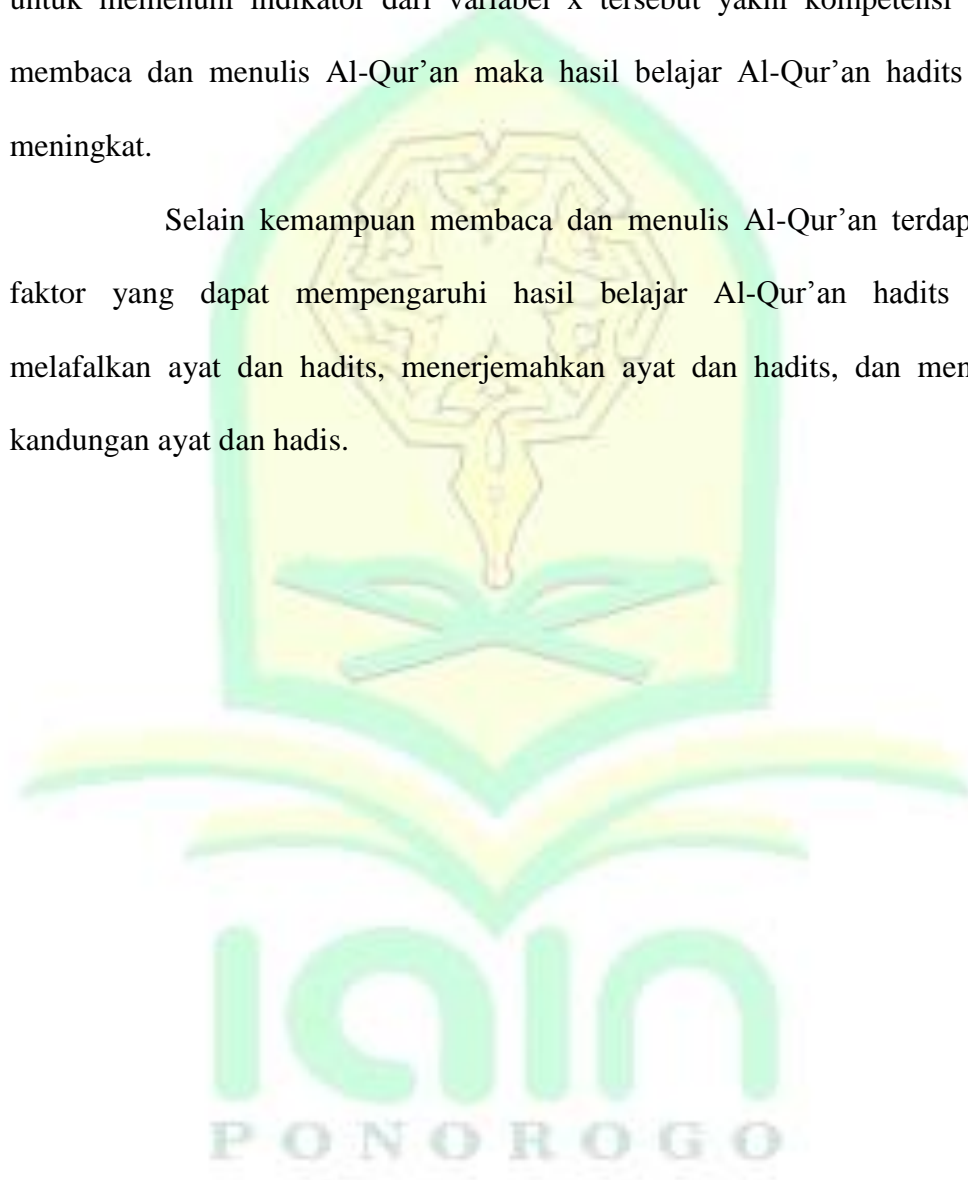 untuk memenuhi indikator dari variabel x tersebut yakni kompetensi
membaca dan menulis Al-Qur’an maka hasil belajar Al-Qur’an hadits
meningkat.
Selain kemampuan membaca dan menulis Al-Qur’an
faktor yang dapat mempengaruhi hasil belajar Al-Qur’an hadits
melafalkan ayat dan hadits, menerjemahkan ayat dan hadits, dan
kandungan ayat dan hadis.
iain
PONOROGO